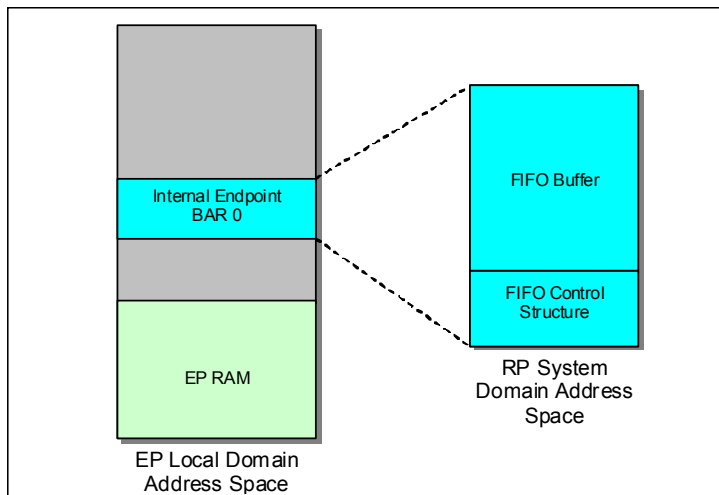 Internal Endpoint
BAR 0
EP RAM
EP Local Domain
Address Space
FIFO Buffer
FIFO Control
Structure
RP System
Domain Address
Space